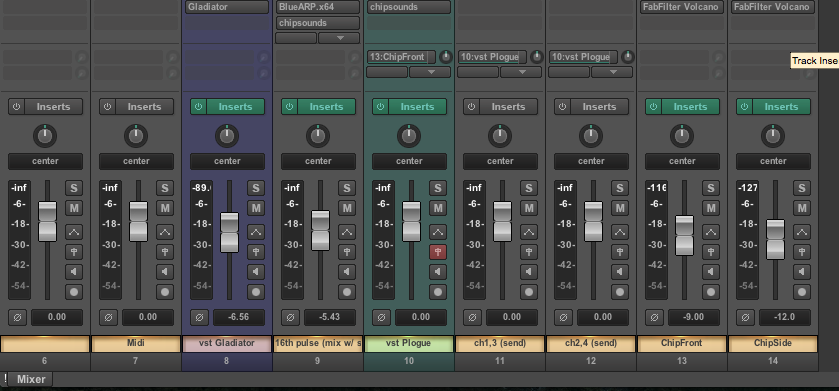 Gladiator BlueARP.x64 chipsounds FabFilter Volcano FabFilter Volcano
chipsounds
13:ChipFront 10:vst Plogue 10:vst Plogue
Track Inse
Inserts Inserts Inserts Inserts Inserts Inserts Inserts Inserts Inserts
center center center center center center center center center
-inf S -inf S -89. S -inf S -inf S -inf S -inf S -116 S -127 S
-6- M -6- M -6- M -6- M -6- M -6- M -6- M -6- M -6- M
-18- -18- -18- -18- -18- -18- -18- -18- -18-
-30- -30- -30- -30- -30- -30- -30- -30- -30-
-42- -42- -42- -42- -42- -42- -42- -42- -42-
-54- -54- -54- -54- -54- -54- -54- -54- -54-
Ø 0.00 Ø 0.00 Ø -6.56 Ø -5.43 Ø 0.00 Ø 0.00 Ø 0.00 Ø -9.00 Ø -12.0
Midi vst Gladiator 16th pulse (mix w/ s vst Plogue ch1,3 (send) ch2,4 (send) ChipFront ChipSide
6 7 8 9 10 11 12 13 14
! Mixer